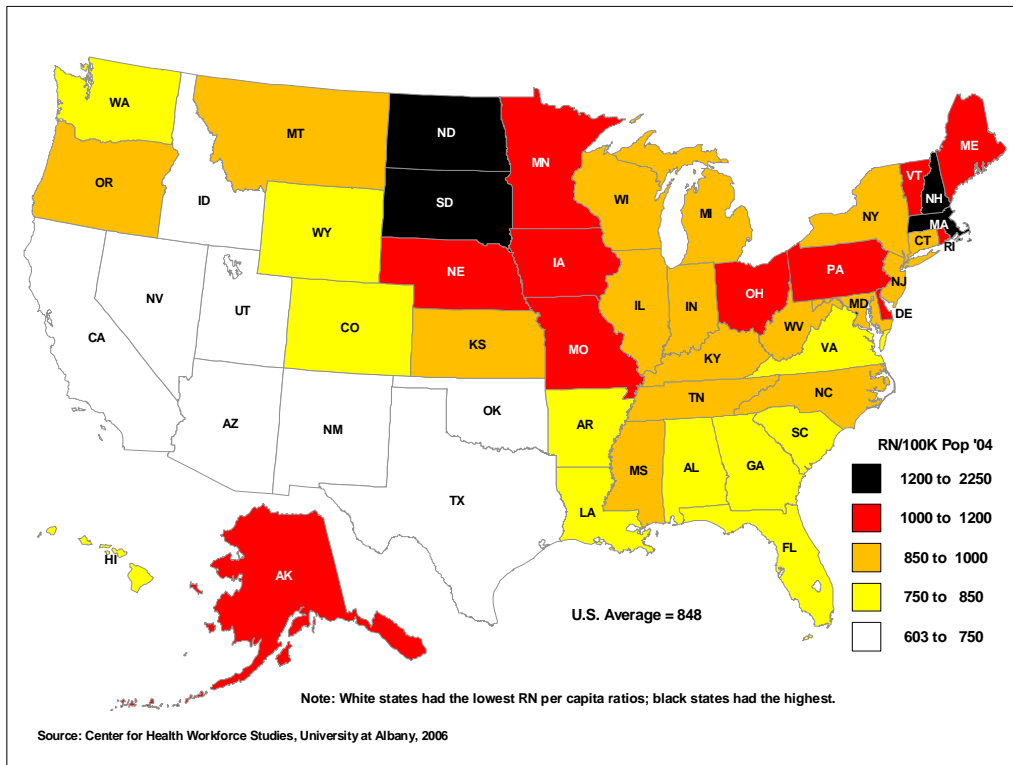 WA
MT
ND
MN
ME
OR
ID
SD
WI
MI
VT
NH
NY
MA
WY
CT
RI
NE
IA
PA
NJ
NV
UT
IL
IN
OH
MD
DE
CA
CO
KS
MO
WV
VA
KY
AZ
NM
OK
TN
NC
AR
SC
MS
AL
GA
TX
LA
FL
HI
AK
RN/100K Pop '04
1200 to 2250
1000 to 1200
850 to 1000
750 to 850
603 to 750
U.S. Average = 848
Note: White states had the lowest RN per capita ratios; black states had the highest.
Source: Center for Health Workforce Studies, University at Albany, 2006